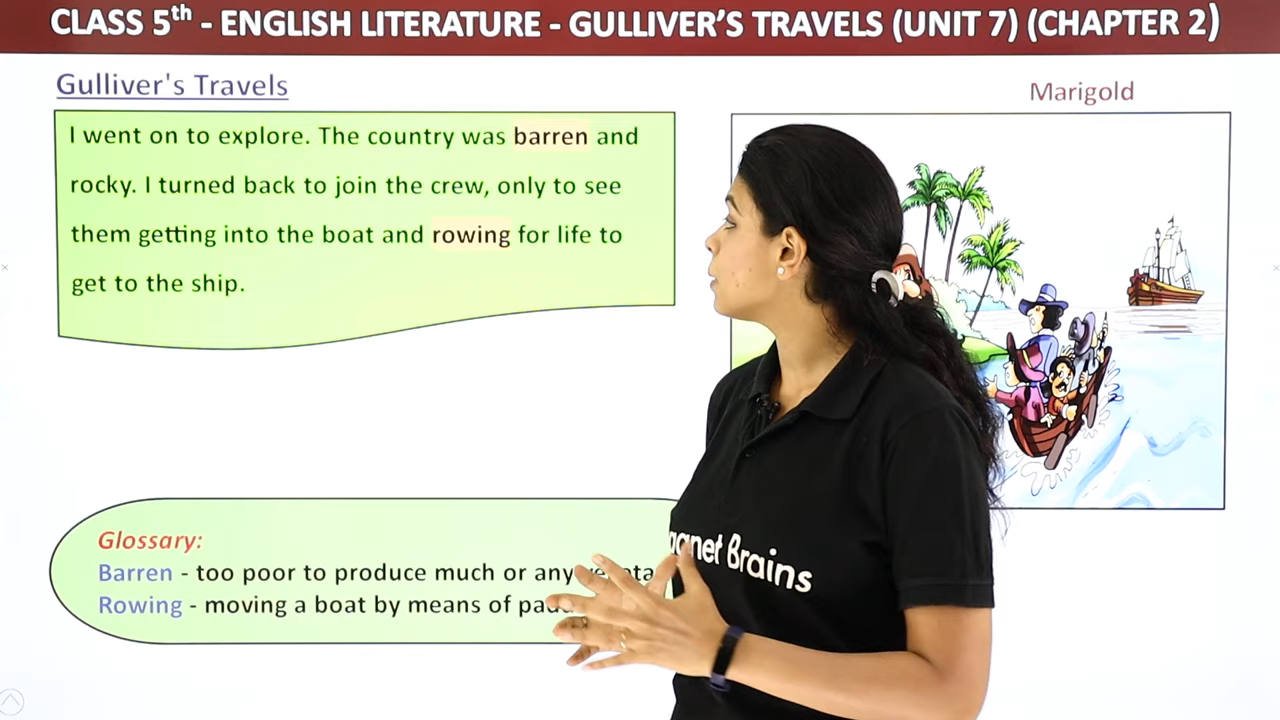 CLASS 5th - ENGLISH LITERATURE - GULLIVER'S TRAVELS (UNIT 7) (CHAPTER 2)
Gulliver's Travels
Marigold
I went on to explore. The country was barren and
rocky. I turned back to join the crew, only to see
them getting into the boat and rowing for life to
get to the ship.
Glossary:
Barren - too poor to produce much or any
Rowing - moving a boat by means of
Brains